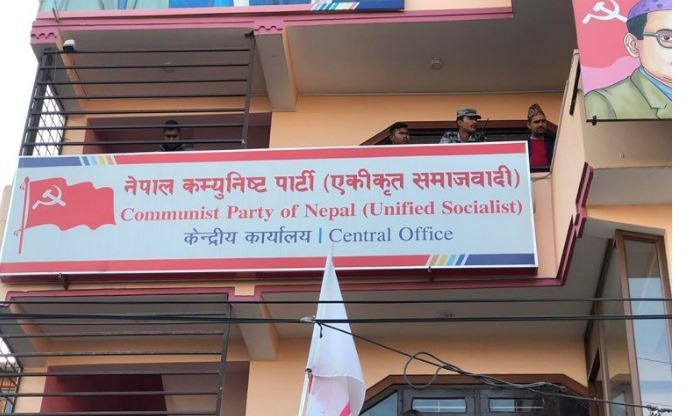 नेपाल कम्युनिष्ट पार्टी (एकीकृत समाजवादी)
Communist Party of Nepal (Unified Socialist)
केन्द्रीय कार्यालय | Central Office